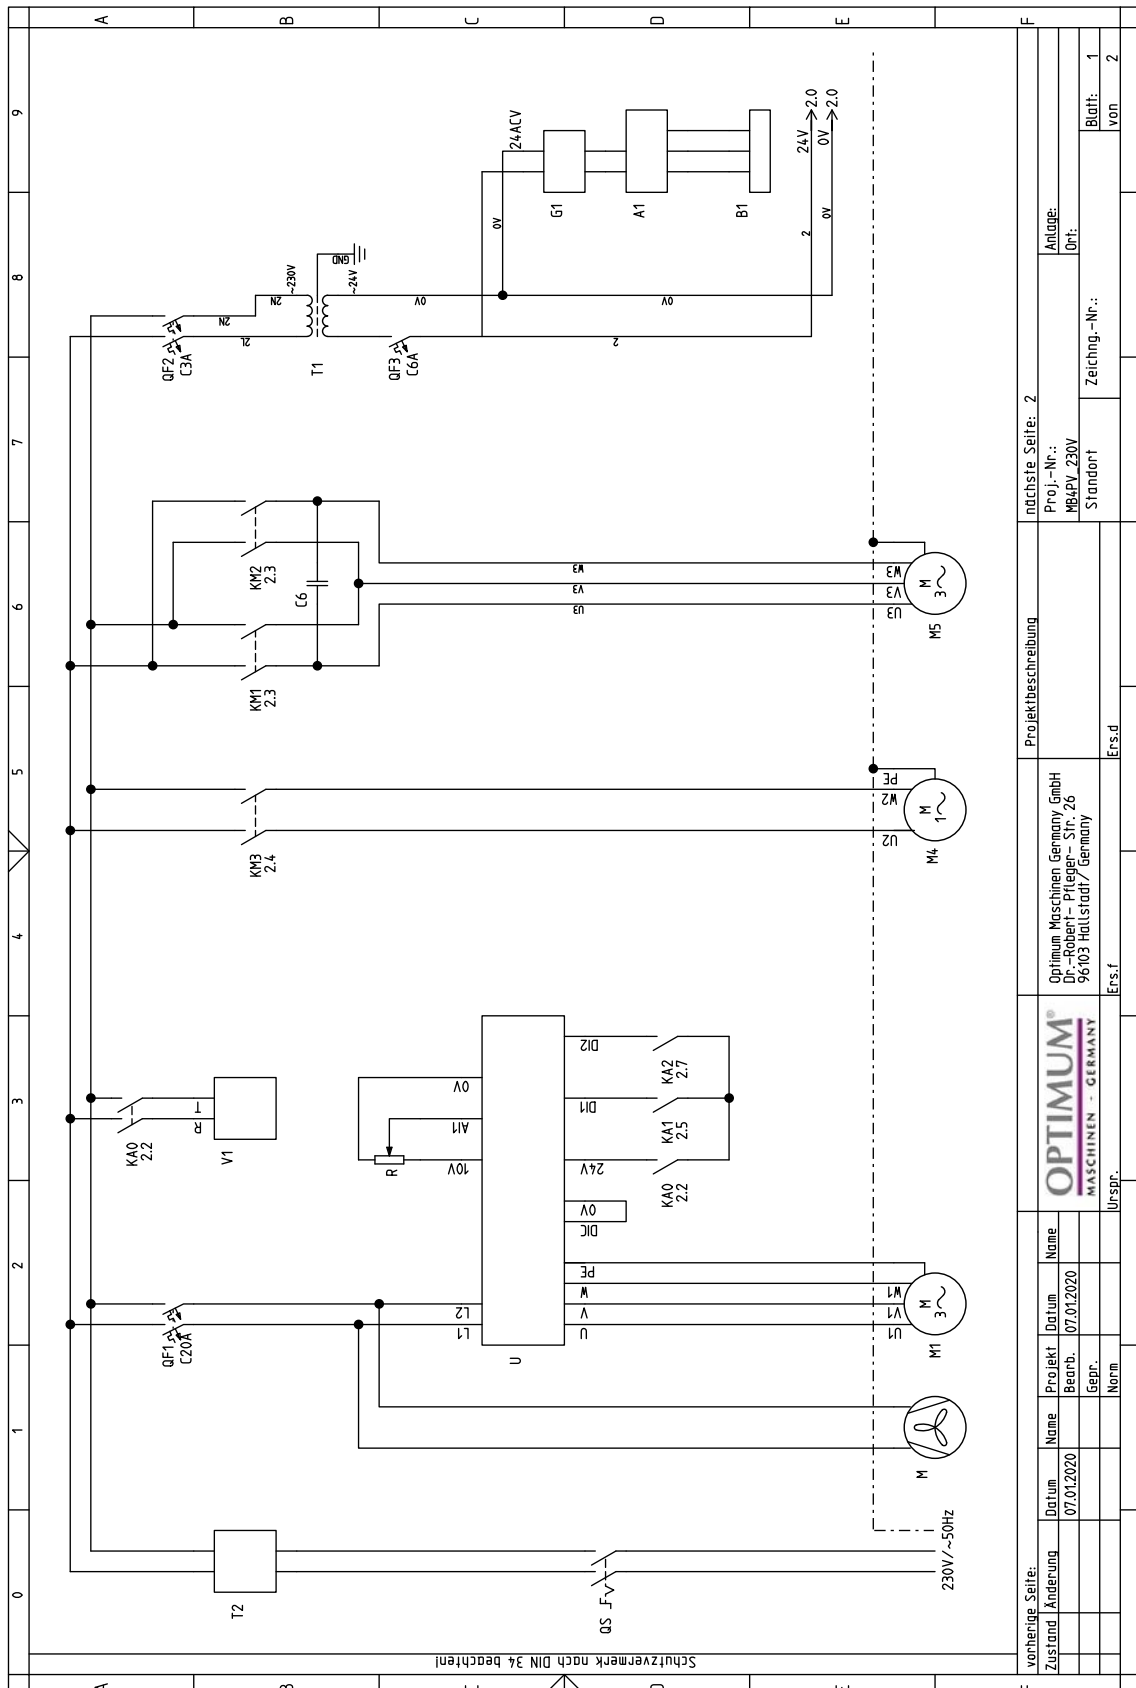 0
1
2
3
4
5
6
7
8
9
A
B
C
D
E
F
A
B
Schutzvermerk nach DIN 34 beachten!
T2
QS
230V/~50Hz
M
QF1
C20A
L1
L2
U
U
V
W
PE
U1
V1
W1
M
3
M1
DIC
0V
KA0
2.2
R
T
V1
R
10V
AI1
0V
24V
DI1
DI2
KA0
2.2
KA1
2.5
KA2
2.7
KM3
2.4
U2
W2
PE
M
1
M4
KM1
2.3
KM2
2.3
C6
U3
V3
W3
U3
V3
W3
M
3
M5
QF2
C3A
2L
2N
2N
~230V
T1
~24V
GND
QF3
C6A
0V
0V
24ACV
G1
A1
B1
2
0V
2
0V
24V
2.0
0V
2.0
vorherige Seite:
Zustand
Änderung
Datum
Name
07.01.2020
Projekt
Datum
Name
Bearb.
07.01.2020
Gepr.
Norm
OPTIMUM®
MASCHINEN - GERMANY
Urspr.
Ers.f
Ers.d
Optimum Maschinen Germany GmbH
Dr.-Robert- Pfleger- Str. 26
96103 Hallstadt/ Germany
Projektbeschreibung
nächste Seite: 2
Proj.-Nr.:
MB4PV_230V
Standort
Zeichng.-Nr.:
Anlage:
Ort:
Blatt: 1
von 2